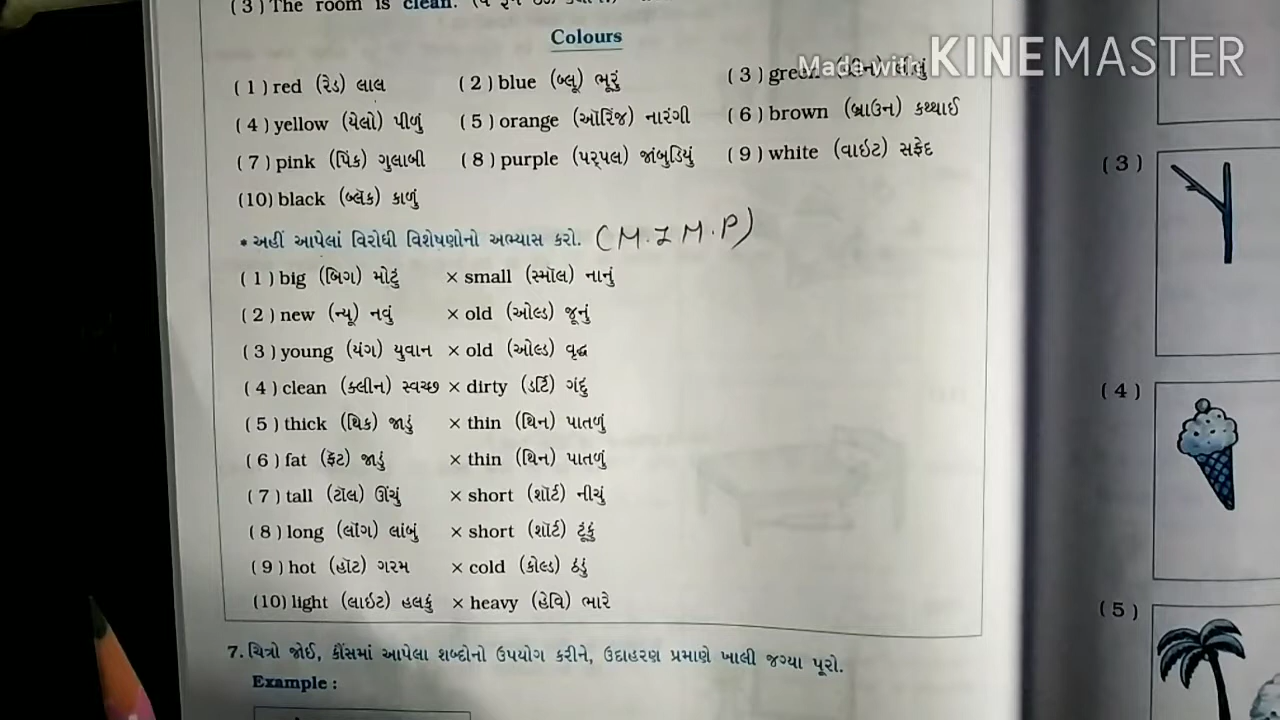 (3) The room is clean.
Colours
(1) red (રેડ) લાલ (2) blue (બ્લૂ) ભૂરું (3) green
(4) yellow (યેલો) પીળું (5) orange (ઑરિંજ) નારંગી (6) brown (બ્રાઉન) કથ્થાઈ
(7) pink (પિંક) ગુલાબી (8) purple (પર્પલ) જાંબુડિયું (9) white (વાઇટ) સફેદ
(10) black (બ્લૅક) કાળું
Made with KINEMASTER
* અહીં આપેલાં વિરોધી વિશેષણોનો અભ્યાસ કરો. (M.I M.P)
(1) big (બિગ) મોટું × small (સ્મૉલ) નાનું
(2) new (ન્યૂ) નવું × old (ઓલ્ડ) જૂનું
(3) young (યંગ) યુવાન × old (ઓલ્ડ) વૃદ્ધ
(4) clean (ક્લીન) સ્વચ્છ × dirty (ડર્ટિ) ગંદું
(5) thick (થિક) જાડું × thin (થિન) પાતળું
(6) fat (ફૅટ) જાડું × thin (થિન) પાતળું
(7) tall (ટૉલ) ઊંચું × short (શૉર્ટ) નીચું
(8) long (લૉંગ) લાંબું × short (શૉર્ટ) ટૂંકું
(9) hot (હૉટ) ગરમ × cold (કોલ્ડ) ઠંડું
(10) light (લાઇટ) હલકું × heavy (હેવિ) ભારે
7. ચિત્રો જોઈ, કૌંસમાં આપેલા શબ્દોનો ઉપયોગ કરીને, ઉદાહરણ પ્રમાણે ખાલી જગ્યા પૂરો.
Example :
(3)
(4)
(5)